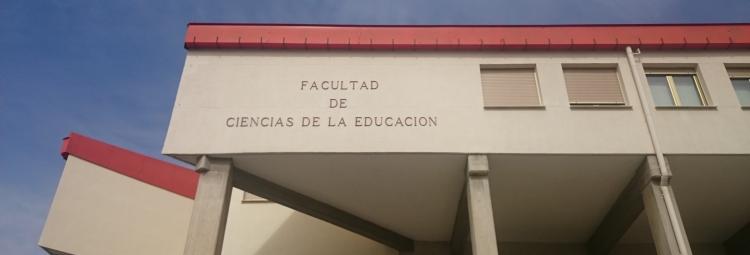 FACULTAD
DE
CIENCIAS DE LA EDUCACION